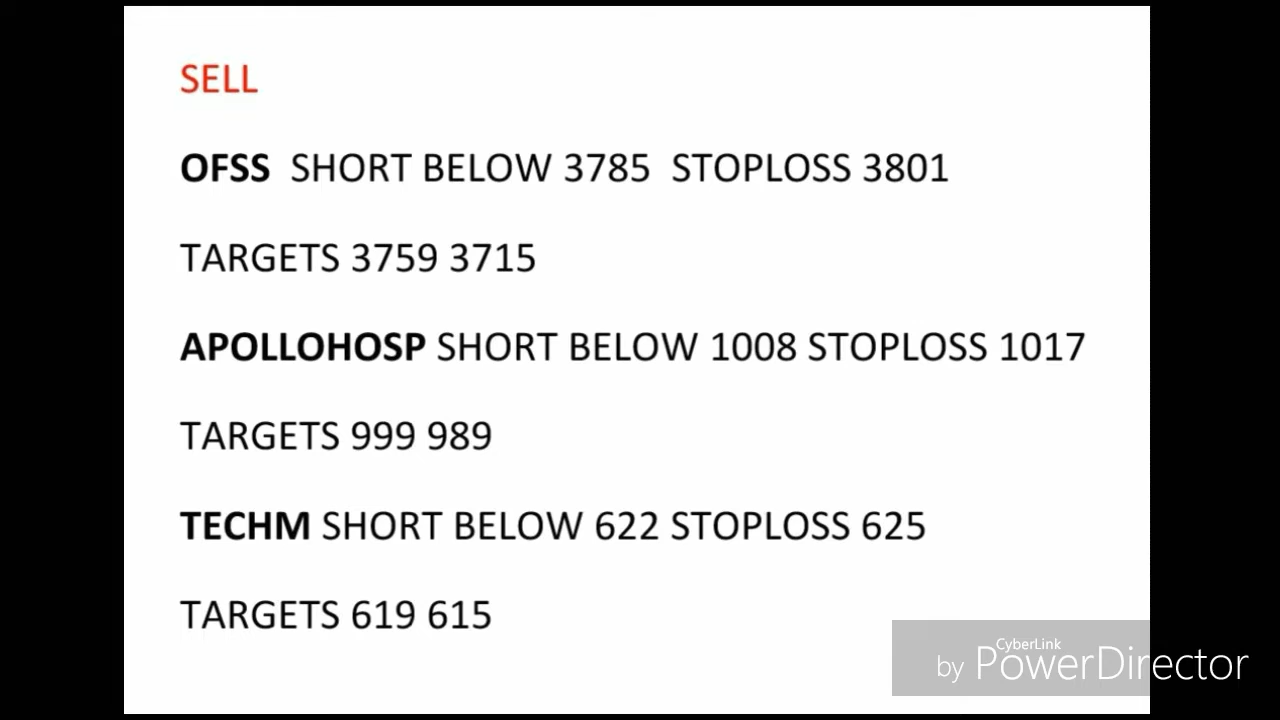 SELL
OFSS SHORT BELOW 3785 STOPLOSS 3801
TARGETS 3759 3715
APOLLOHOSP SHORT BELOW 1008 STOPLOSS 1017
TARGETS 999 989
TECHM SHORT BELOW 622 STOPLOSS 625
TARGETS 619 615
CyberLink
by PowerDirector